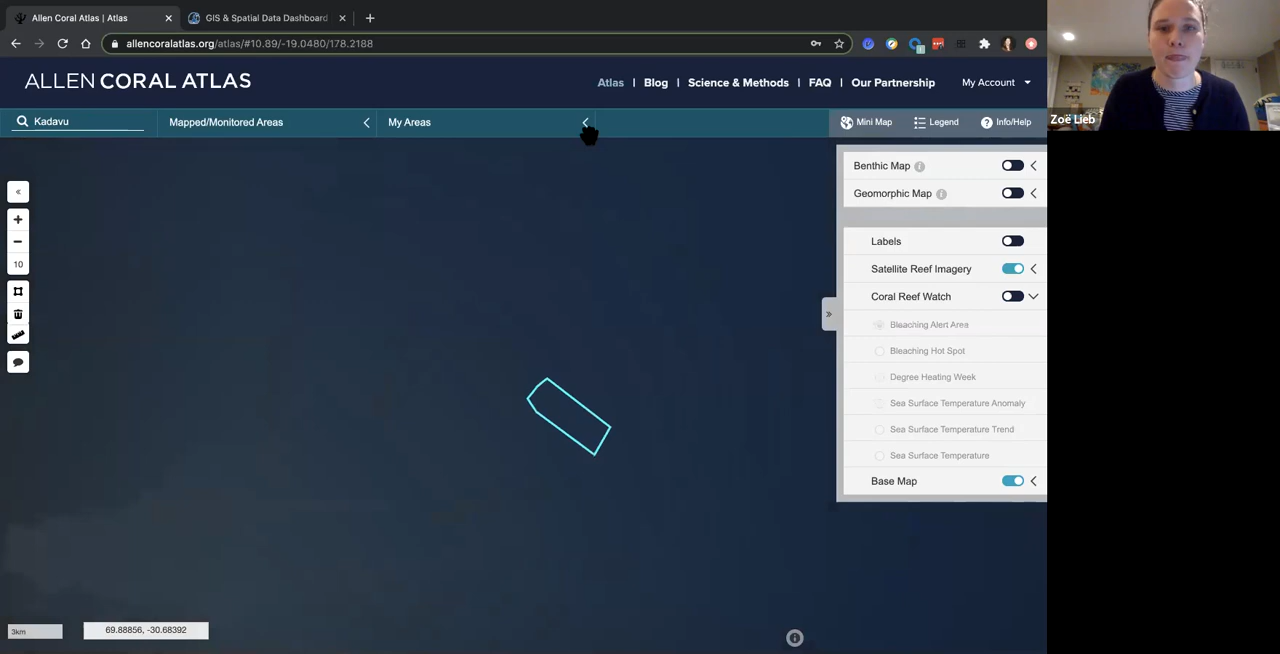 Allen Coral Atlas | Atlas
GIS & Spatial Data Dashboard
allencoralatlas.org/atlas/#10.89/-19.0480/178.2188
ALLEN CORAL ATLAS
Atlas | Blog | Science & Methods | FAQ | Our Partnership
My Account
Zoë Lieb
Kadavu
Mapped/Monitored Areas
My Areas
Mini Map
Legend
Info/Help
Benthic Map
Geomorphic Map
Labels
Satellite Reef Imagery
Coral Reef Watch
Bleaching Alert Area
Bleaching Hot Spot
Degree Heating Week
Sea Surface Temperature Anomaly
Sea Surface Temperature Trend
Sea Surface Temperature
Base Map
10
3km
69.88856, -30.68392